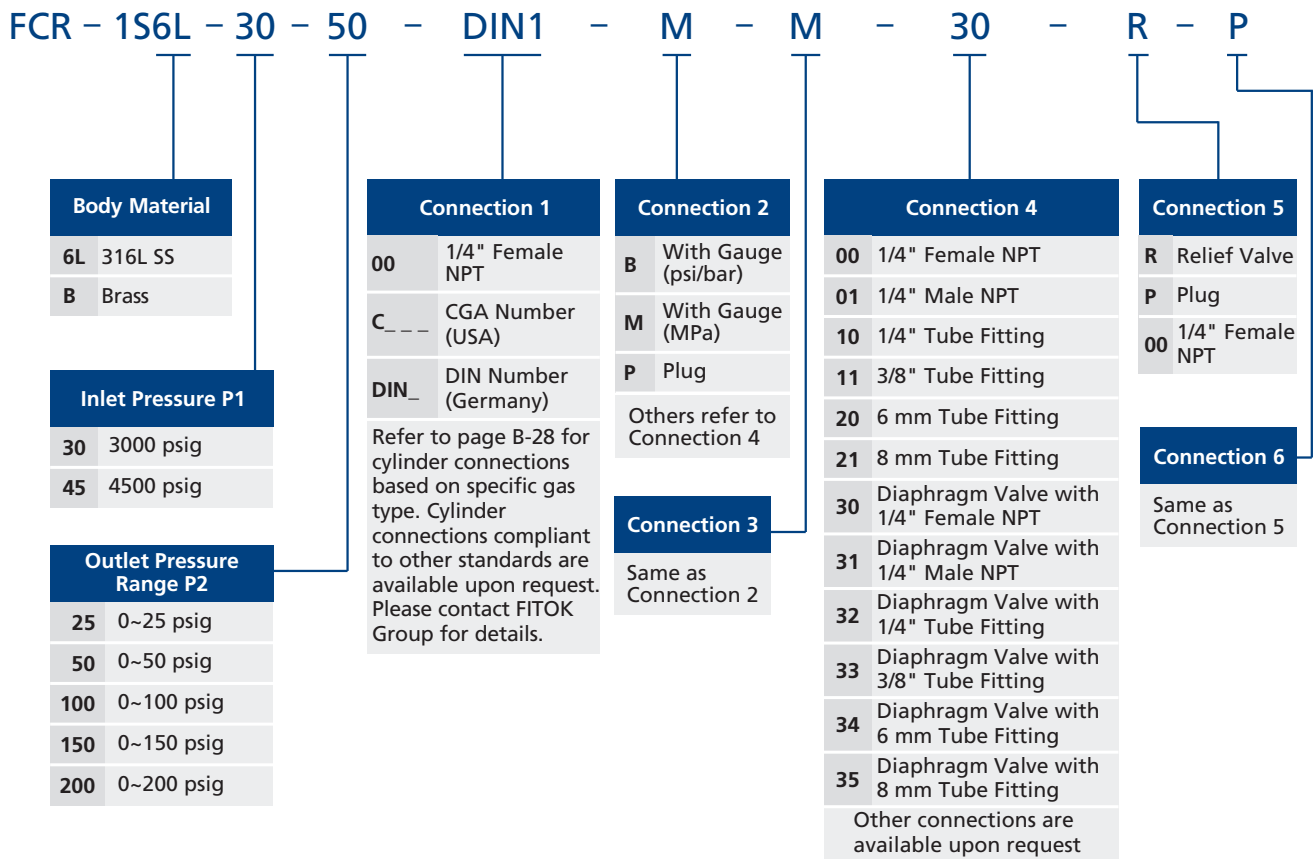 FCR – 1S6L – 30 – 50 – DIN1 – M – M – 30 – R – P
Body Material
6L 316L SS
B Brass
Inlet Pressure P1
30 3000 psig
45 4500 psig
Outlet Pressure
Range P2
25 0~25 psig
50 0~50 psig
100 0~100 psig
150 0~150 psig
200 0~200 psig
Connection 1
00 1/4" Female
NPT
C_ _ _ CGA Number
(USA)
DIN_ DIN Number
(Germany)
Refer to page B-28 for
cylinder connections
based on specific gas
type. Cylinder
connections compliant
to other standards are
available upon request.
Please contact FITOK
Group for details.
Connection 2
B With Gauge
(psi/bar)
M With Gauge
(MPa)
P Plug
Others refer to
Connection 4
Connection 3
Same as
Connection 2
Connection 4
00 1/4" Female NPT
01 1/4" Male NPT
10 1/4" Tube Fitting
11 3/8" Tube Fitting
20 6 mm Tube Fitting
21 8 mm Tube Fitting
30 Diaphragm Valve with
1/4" Female NPT
31 Diaphragm Valve with
1/4" Male NPT
32 Diaphragm Valve with
1/4" Tube Fitting
33 Diaphragm Valve with
3/8" Tube Fitting
34 Diaphragm Valve with
6 mm Tube Fitting
35 Diaphragm Valve with
8 mm Tube Fitting
Other connections are
available upon request
Connection 5
R Relief Valve
P Plug
00 1/4" Female
NPT
Connection 6
Same as
Connection 5